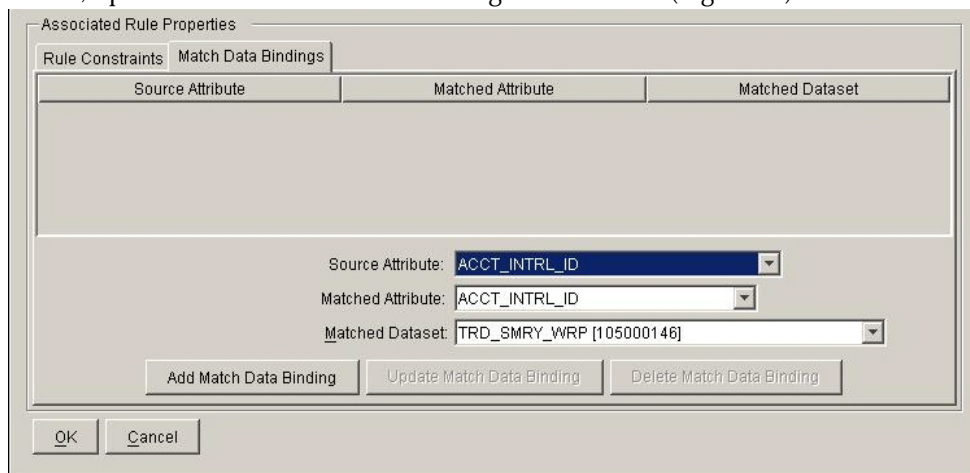 Associated Rule Properties
Rule Constraints Match Data Bindings
Source Attribute Matched Attribute Matched Dataset
Source Attribute: ACCT_INTRL_ID
Matched Attribute: ACCT_INTRL_ID
Matched Dataset: TRD_SMRY_WRP [105000146]
Add Match Data Binding Update Match Data Binding Delete Match Data Binding
OK Cancel